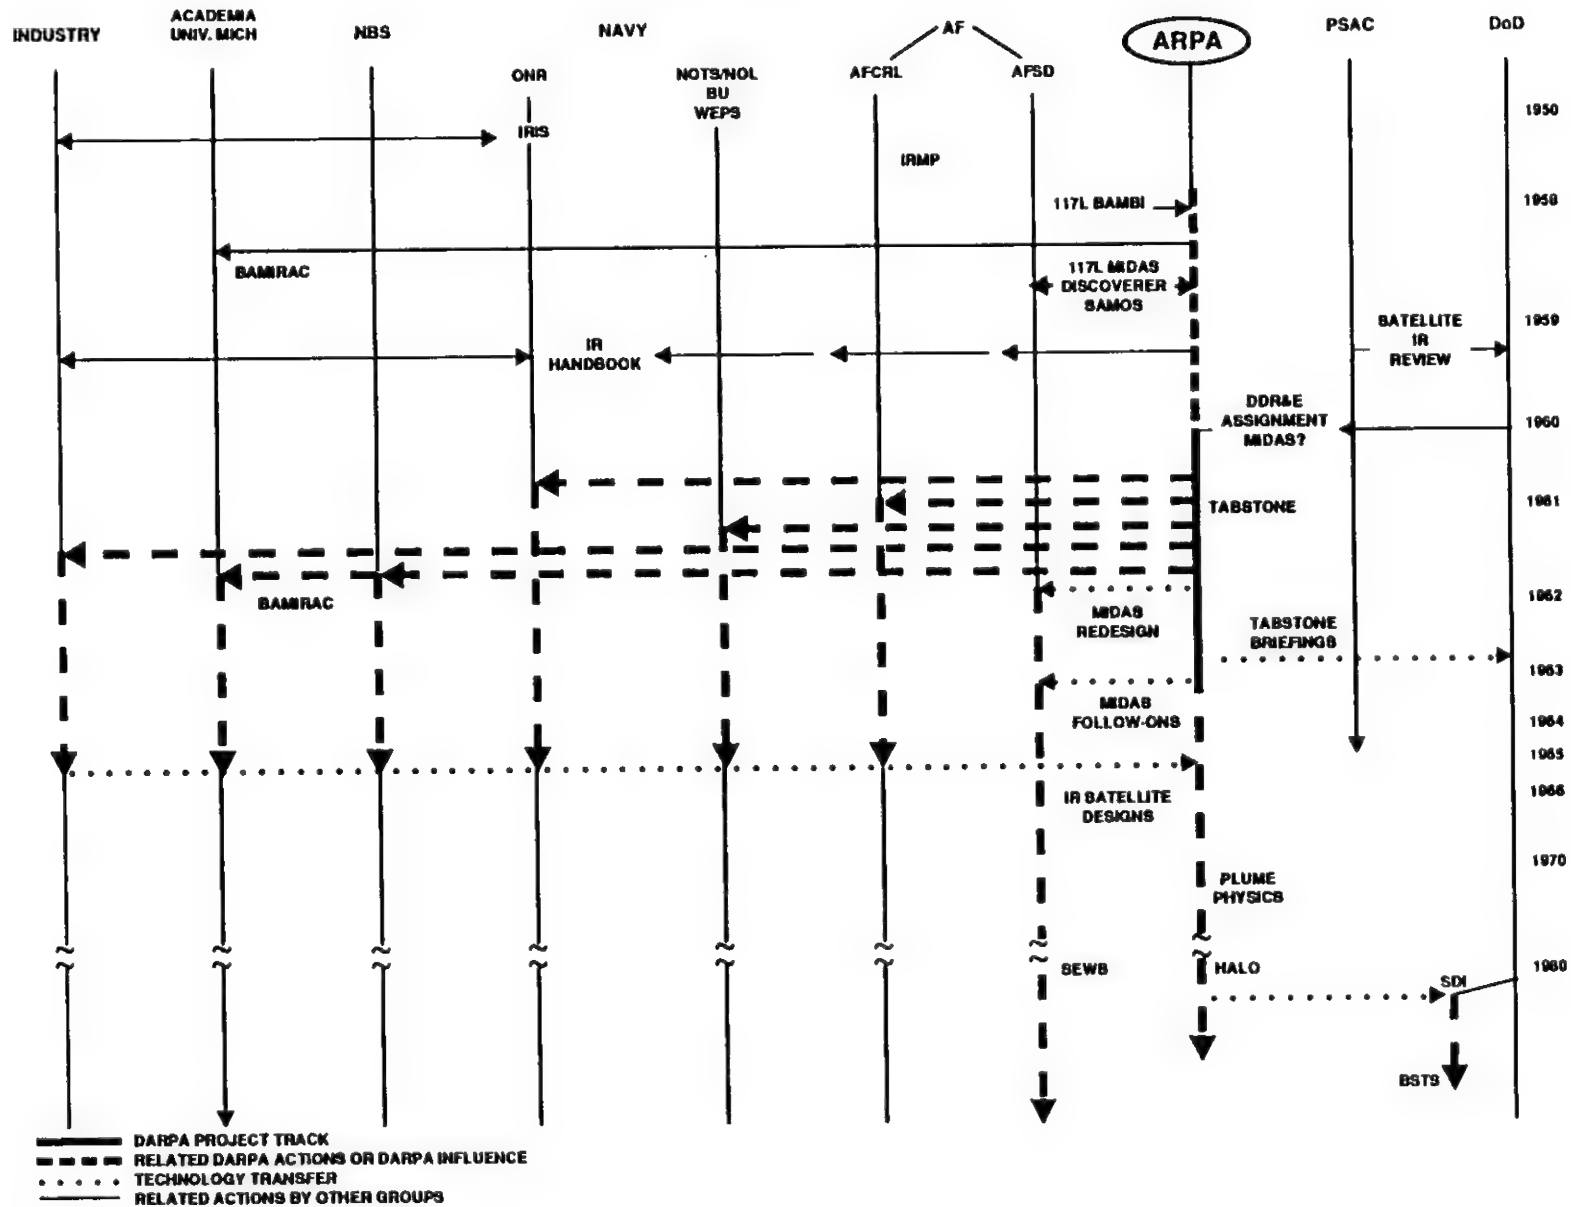 INDUSTRY
ACADEMIA
UNIV. MICH
NBS
NAVY
AF
ARPA
PSAC
DoD
ONR
NOTS/NOL
BU
WEPS
AFCRL
AFSD
1950
IRIS
IRMP
117L BAMBI
1958
BAMIRAC
117L MIDAS
DISCOVERER
SAMOS
1959
SATELLITE
IR
REVIEW
IR
HANDBOOK
DDR&E
ASSIGNMENT
MIDAS?
1960
TABSTONE
1961
BAMIRAC
1962
MIDAS
REDESIGN
TABSTONE
BRIEFINGS
1963
MIDAS
FOLLOW-ONS
1964
1965
IR SATELLITE
DESIGNS
1966
1970
PLUME
PHYSICS
SEWS
HALO
1980
SDI
BSTS
DARPA PROJECT TRACK
RELATED DARPA ACTIONS OR DARPA INFLUENCE
TECHNOLOGY TRANSFER
RELATED ACTIONS BY OTHER GROUPS